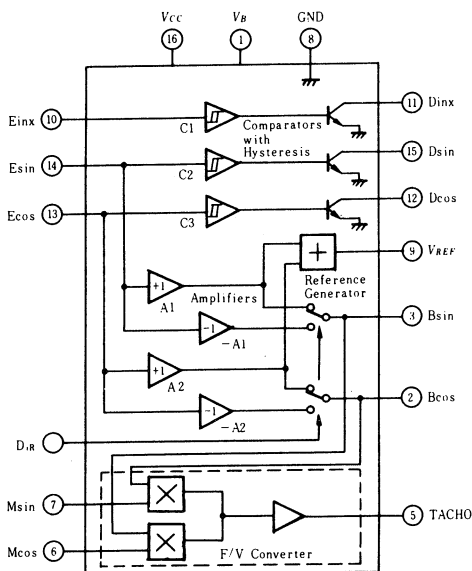 VCC VB GND
16 1 8
Einx 10 C1 11 Dinx
Comparators
with
Hysteresis
Esin 14 C2 15 Dsin
Ecos 13 C3 12 Dcos
+ 9 VREF
Reference
Generator
+1 A1 Amplifiers
3 Bsin
-1 -A1
+1 A2
2 Bcos
-1 -A2
DIR
Msin 7 ×
5 TACHO
Mcos 6 ×
F/V Converter